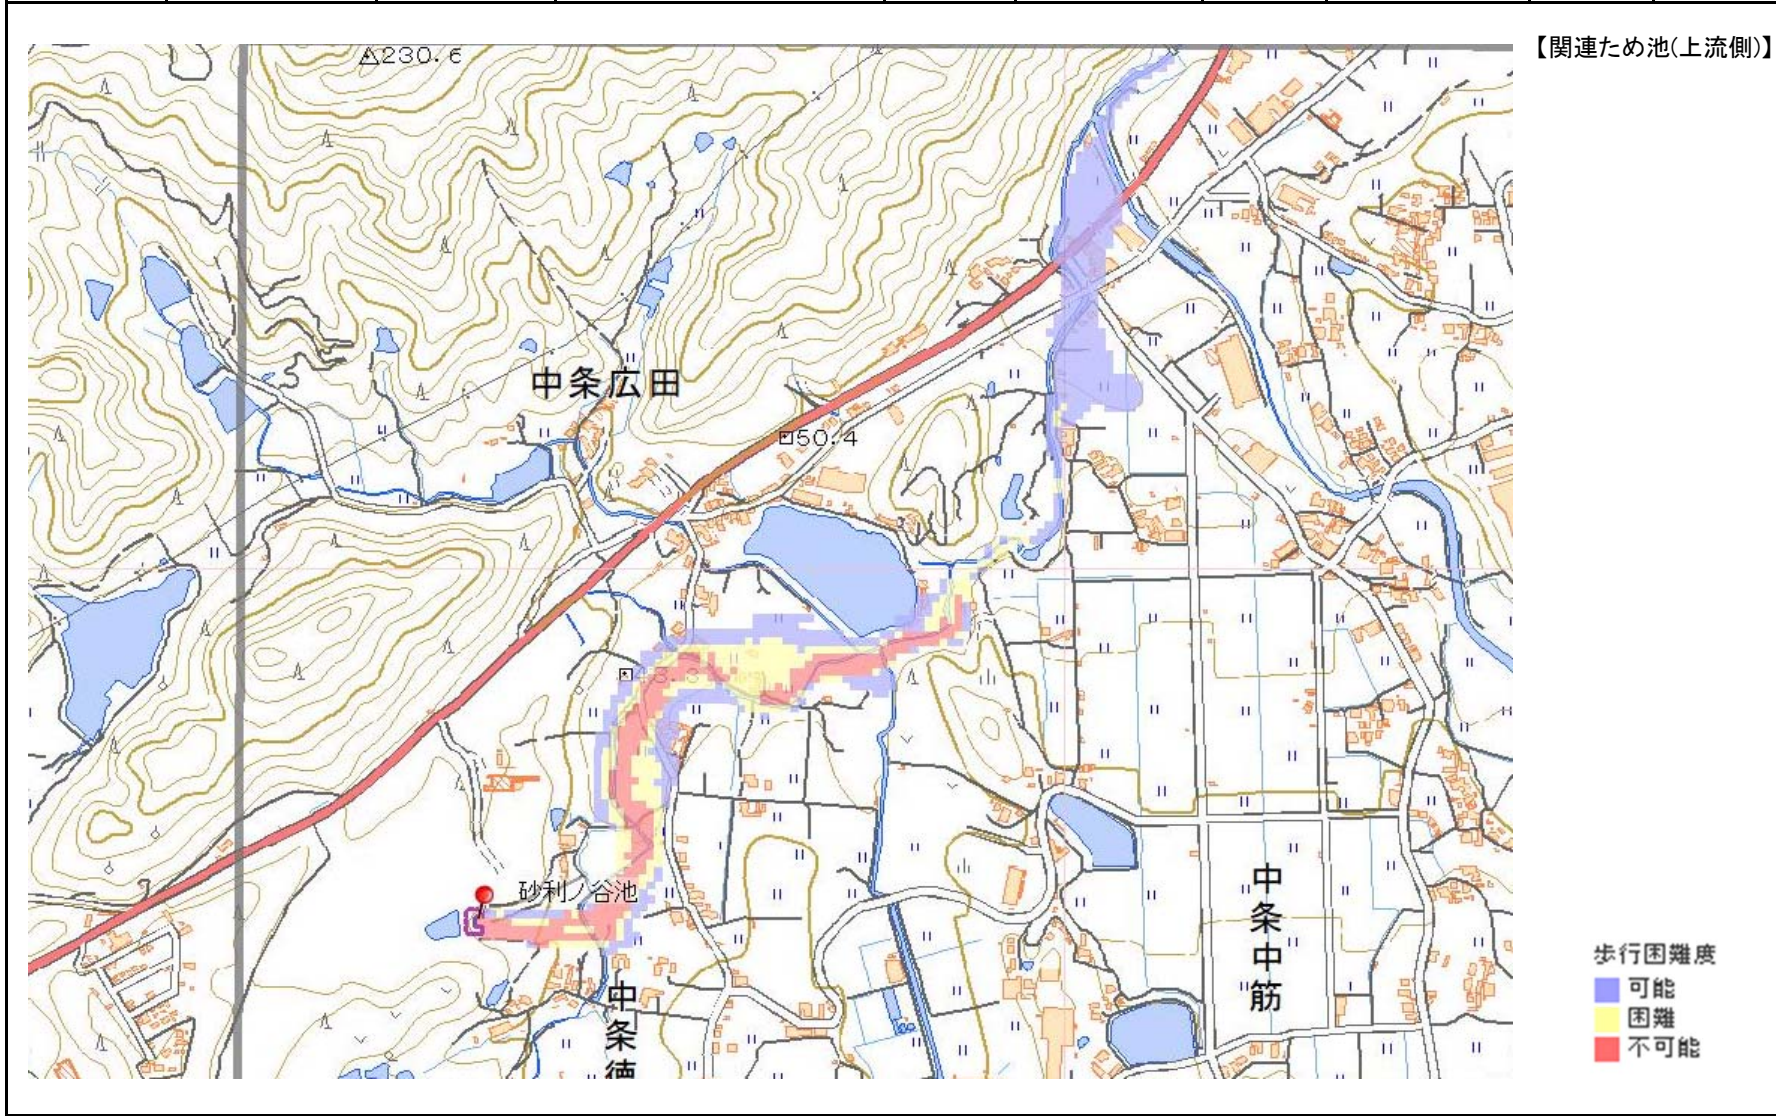 【関連ため池(上流側)】
230.6
中条広田
50.4
48.3
砂利ノ谷池
中条中筋
中条徳
歩行困難度
可能
困難
不可能